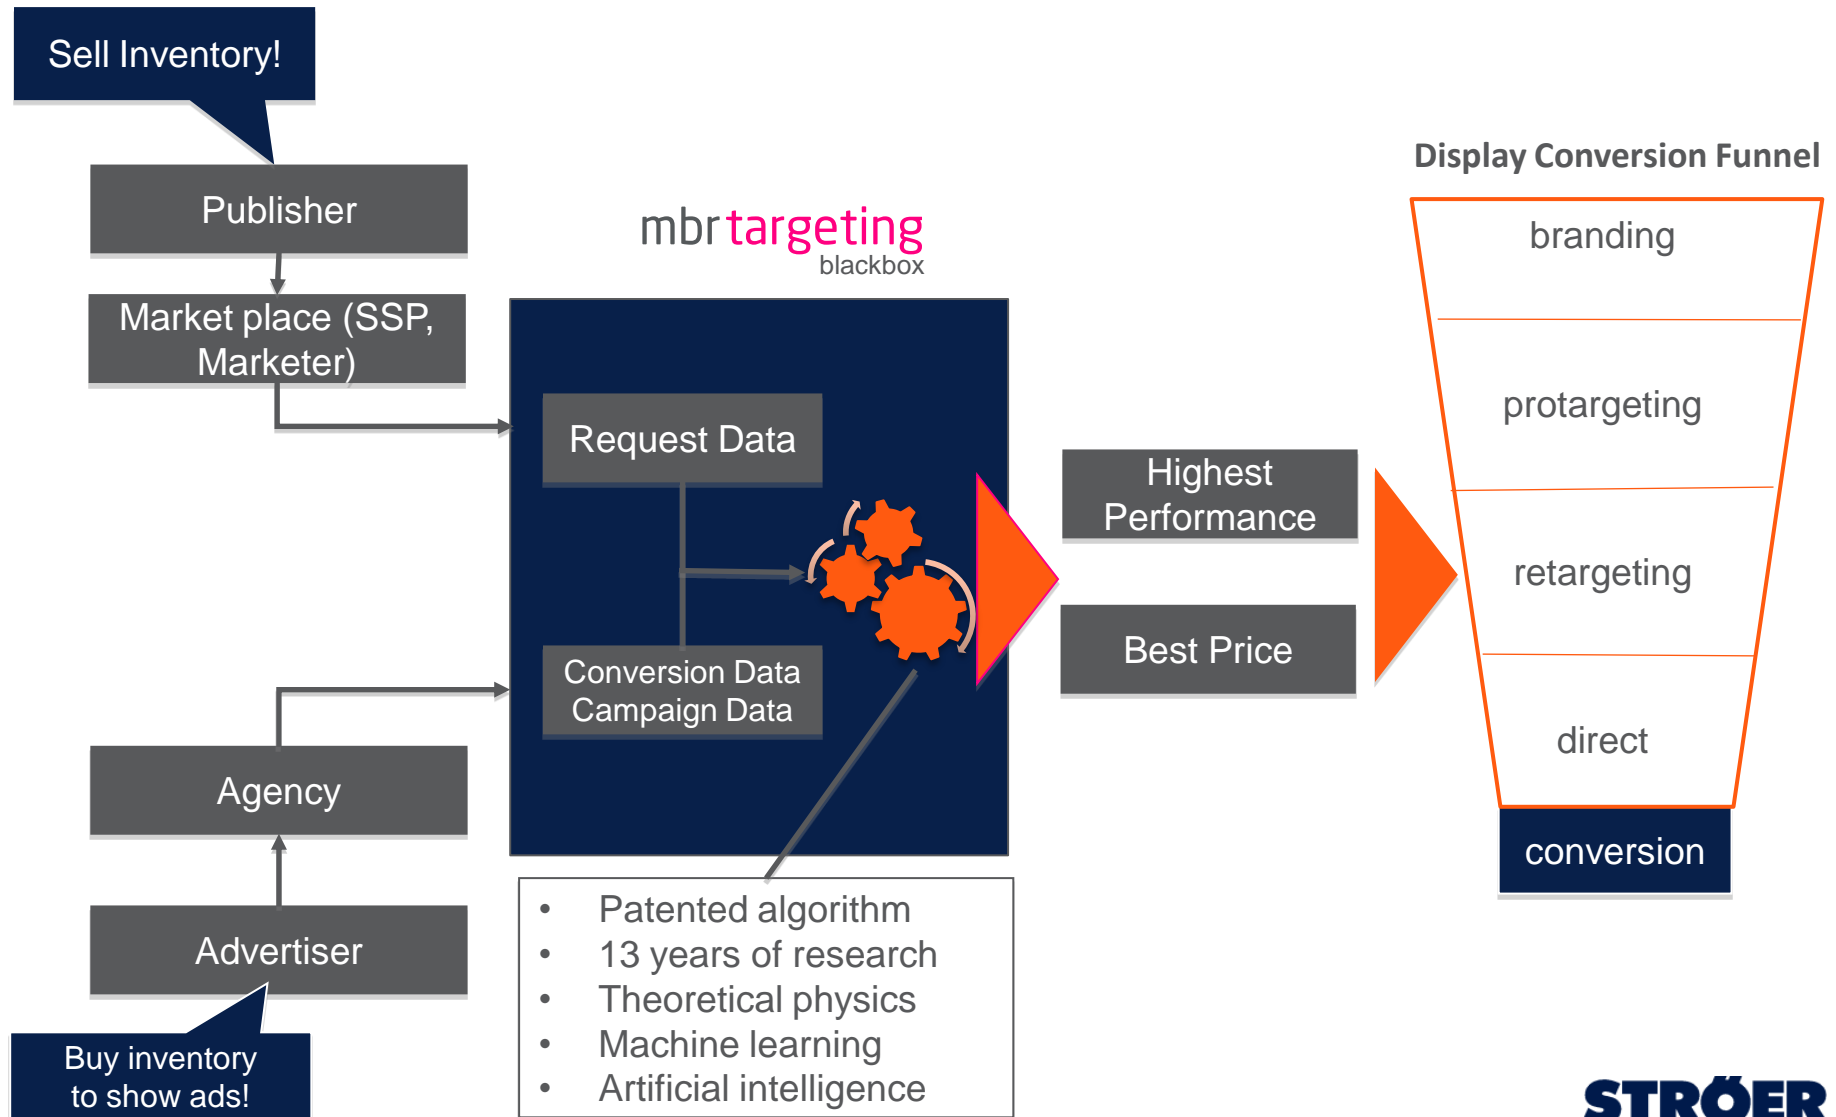 Sell Inventory!
Publisher
Market place (SSP,
Marketer)
Agency
Advertiser
Buy inventory
to show ads!
mbr targeting
blackbox
Request Data
Conversion Data
Campaign Data
• Patented algorithm
• 13 years of research
• Theoretical physics
• Machine learning
• Artificial intelligence
Highest
Performance
Best Price
Display Conversion Funnel
branding
protargeting
retargeting
direct
conversion
STRÖER